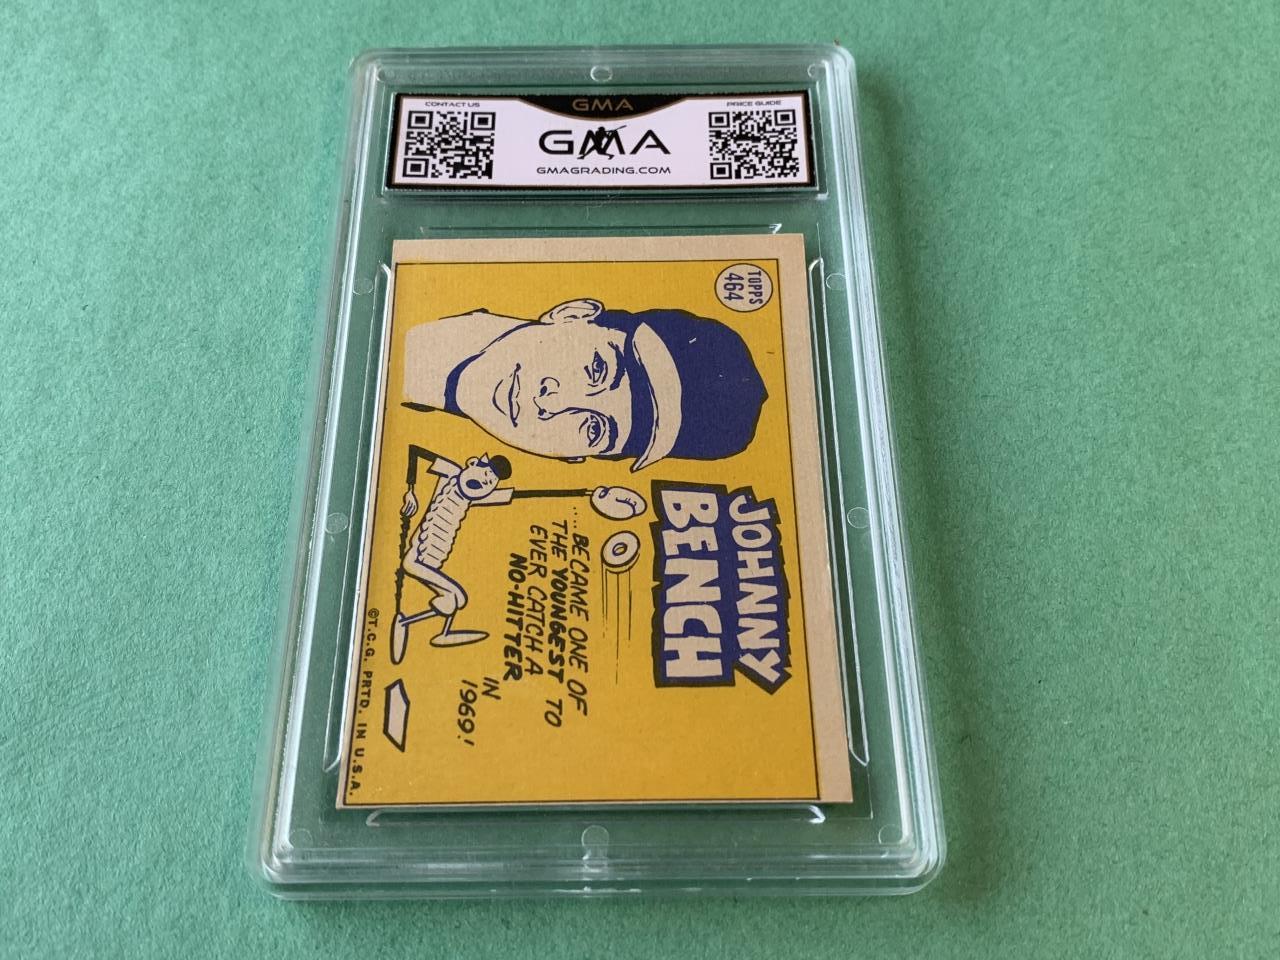 CONTACT US
GMA
PRICE GUIDE
GMA
GMAGRADING.COM
TOPPS
464
JOHNNY
BENCH
....BECAME ONE OF
THE YOUNGEST TO
EVER CATCH A
NO-HITTER
IN
1969!
©T.C.G. PRTD. IN U.S.A.